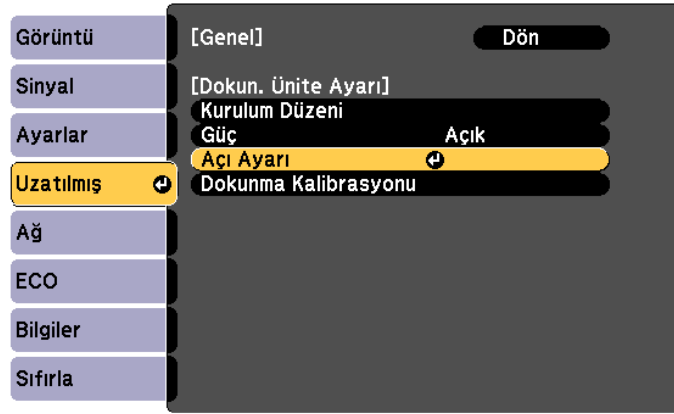 Görüntü
Sinyal
Ayarlar
Uzatılmış
Ağ
ECO
Bilgiler
Sıfırla
[Genel] Dön
[Dokun. Ünite Ayarı]
Kurulum Düzeni
Güç Açık
Açı Ayarı
Dokunma Kalibrasyonu